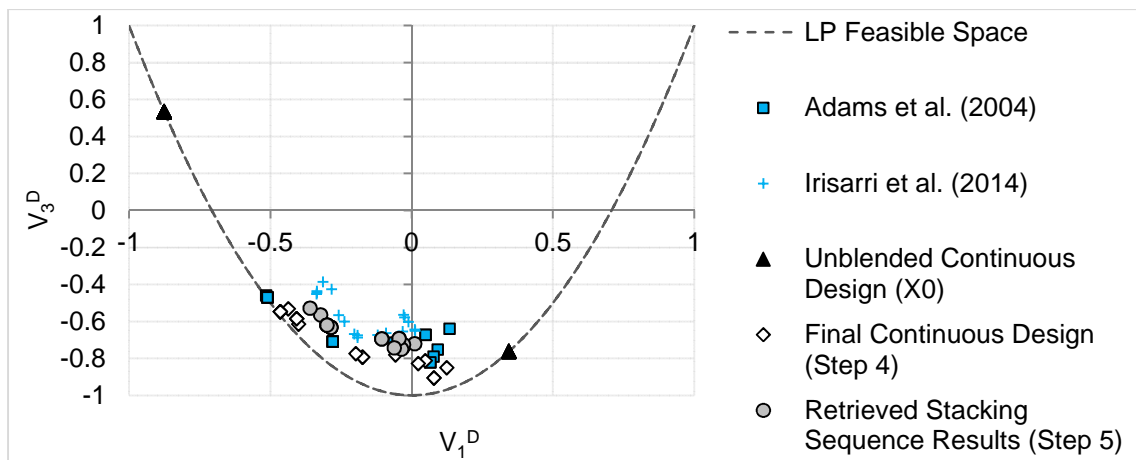 1
0.8
0.6
0.4
0.2
0
-0.2
-0.4
-0.6
-0.8
-1
-1 -0.5 0 0.5 1
V3D
V1D
LP Feasible Space
Adams et al. (2004)
Irisarri et al. (2014)
Unblended Continuous
Design (X0)
Final Continuous Design
(Step 4)
Retrieved Stacking
Sequence Results (Step 5)